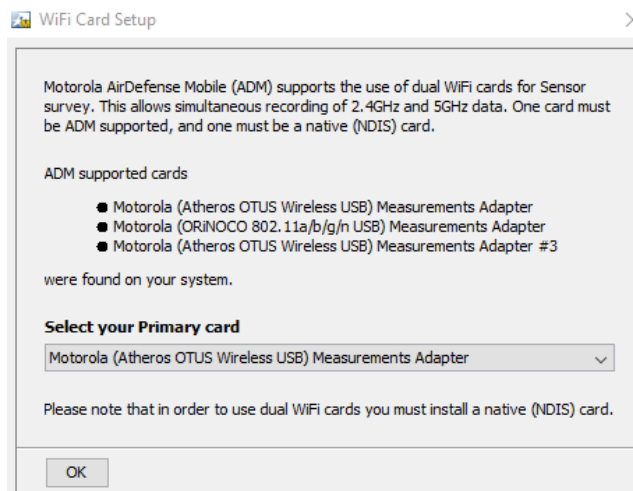 WiFi Card Setup
Motorola AirDefense Mobile (ADM) supports the use of dual WiFi cards for Sensor
survey. This allows simultaneous recording of 2.4GHz and 5GHz data. One card must
be ADM supported, and one must be a native (NDIS) card.
ADM supported cards
Motorola (Atheros OTUS Wireless USB) Measurements Adapter
Motorola (ORiNOCO 802.11a/b/g/n USB) Measurements Adapter
Motorola (Atheros OTUS Wireless USB) Measurements Adapter #3
were found on your system.
Select your Primary card
Motorola (Atheros OTUS Wireless USB) Measurements Adapter
Please note that in order to use dual WiFi cards you must install a native (NDIS) card.
OK